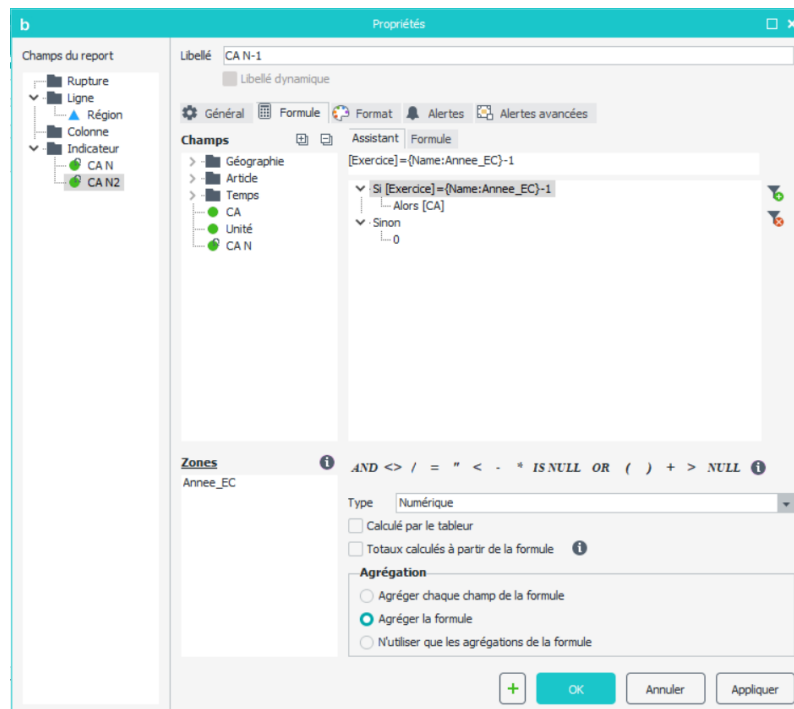 b Propriétés
Champs du report
Rupture
Ligne
Région
Colonne
Indicateur
CA N
CA N2
Libellé CA N-1
Libellé dynamique
Général Formule Format Alertes Alertes avancées
Champs
Géographie
Article
Temps
CA
Unité
CA N
Assistant Formule
[Exercice]={Name:Annee_EC}-1
Si [Exercice]={Name:Annee_EC}-1
Alors [CA]
Sinon
0
Zones
Annee_EC
AND <> / = " < - * IS NULL OR ( ) + > NULL
Type Numérique
Calculé par le tableur
Totaux calculés à partir de la formule
Agrégation
Agréger chaque champ de la formule
Agréger la formule
N'utiliser que les agrégations de la formule
+ OK Annuler Appliquer